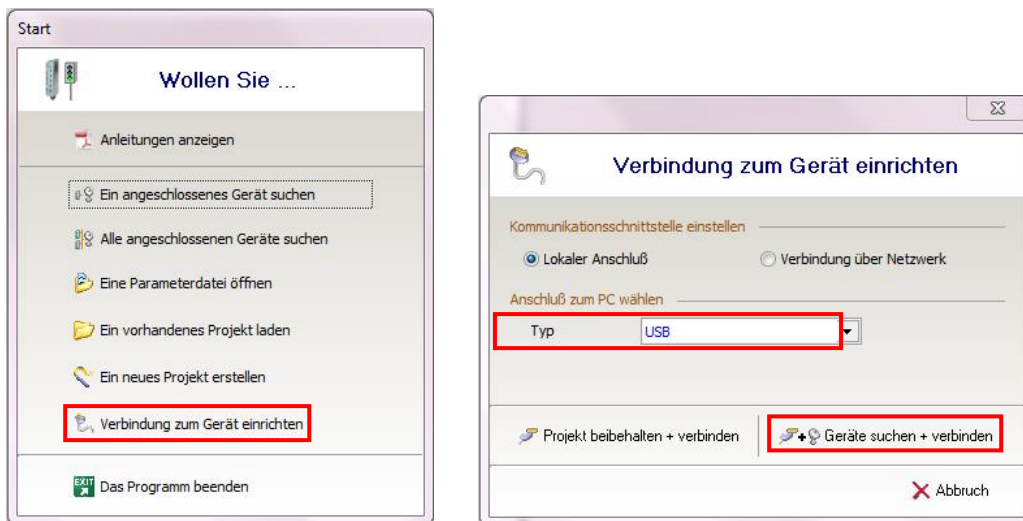 Start
Wollen Sie ...
Anleitungen anzeigen
Ein angeschlossenes Gerät suchen
Alle angeschlossenen Geräte suchen
Eine Parameterdatei öffnen
Ein vorhandenes Projekt laden
Ein neues Projekt erstellen
Verbindung zum Gerät einrichten
EXIT Das Programm beenden
Verbindung zum Gerät einrichten
Kommunikationsschnittstelle einstellen
Lokaler Anschluß Verbindung über Netzwerk
Anschluß zum PC wählen
Typ USB
Projekt beibehalten + verbinden Geräte suchen + verbinden
Abbruch